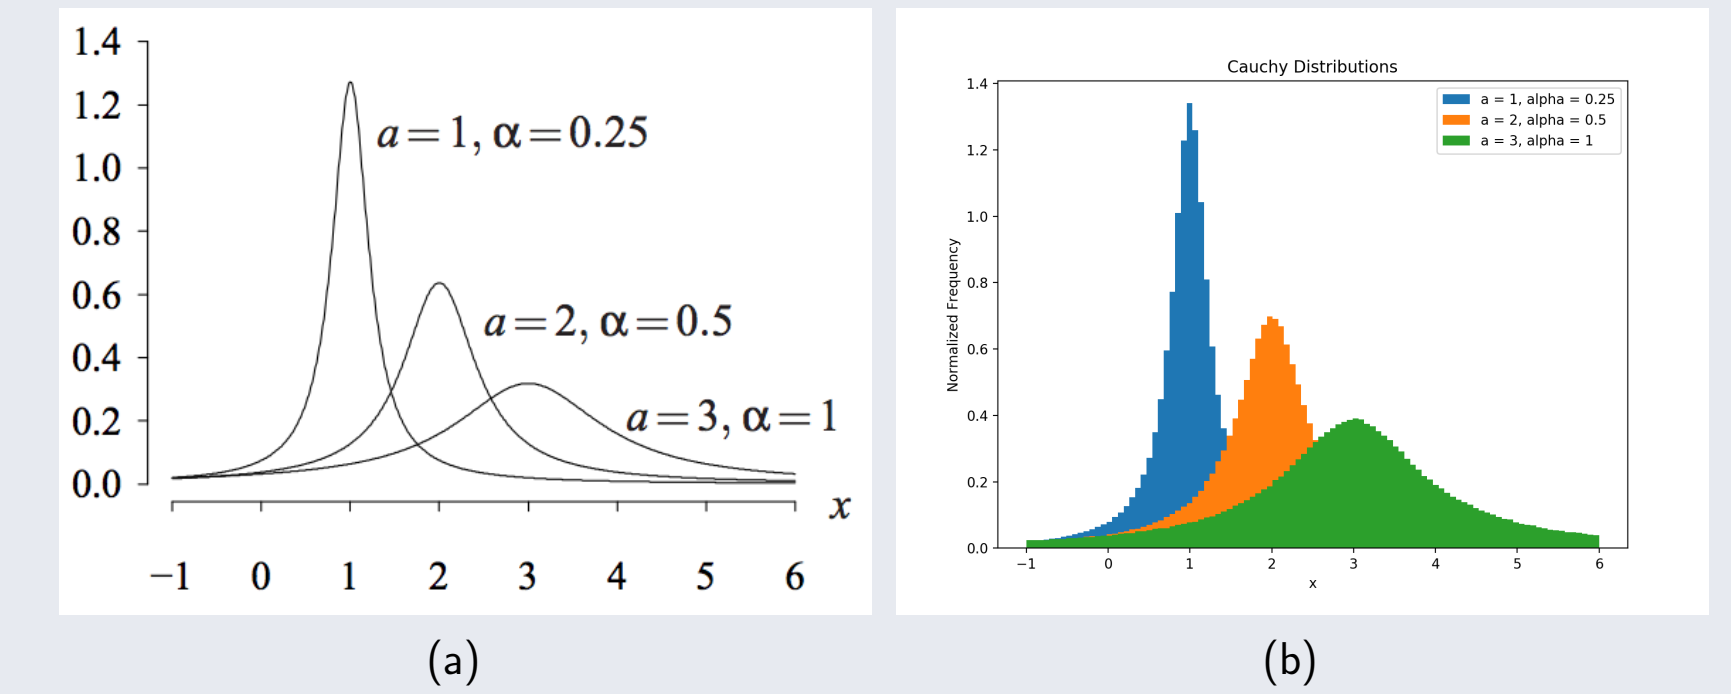 1.4
1.2
1.0
0.8
0.6
0.4
0.2
0.0
a = 1, α = 0.25
a = 2, α = 0.5
a = 3, α = 1
x
−1 0 1 2 3 4 5 6
(a)
Cauchy Distributions
Normalized Frequency
1.4
1.2
1.0
0.8
0.6
0.4
0.2
0.0
a = 1, alpha = 0.25
a = 2, alpha = 0.5
a = 3, alpha = 1
−1 0 1 2 3 4 5 6
x
(b)